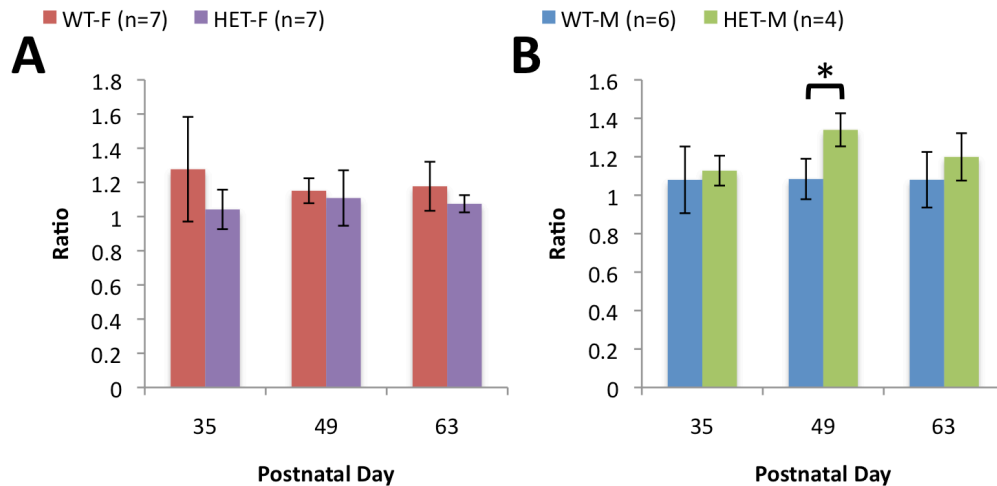 WT-F (n=7) HET-F (n=7)
WT-M (n=6) HET-M (n=4)
A
1.8
1.6
1.4
1.2
1
0.8
0.6
0.4
0.2
0
Ratio
35 49 63
Postnatal Day
B
*
1.6
1.4
1.2
1
0.8
0.6
0.4
0.2
0
Ratio
35 49 63
Postnatal Day